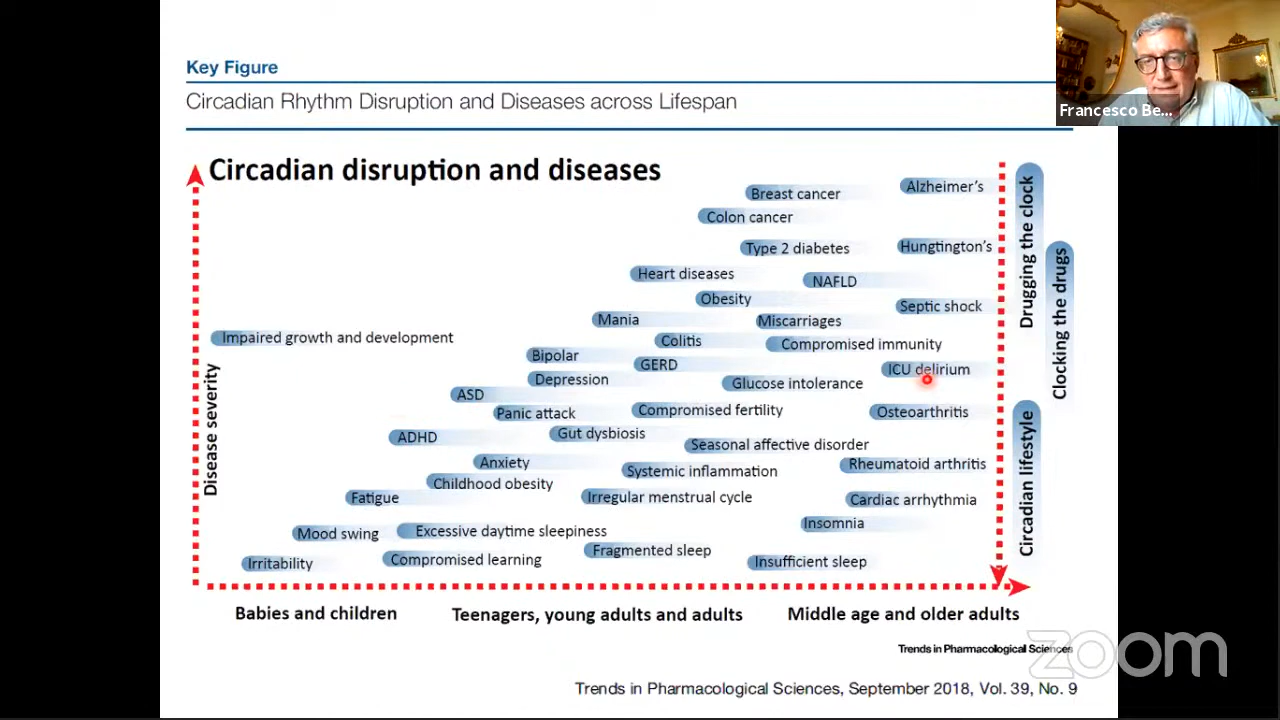 Key Figure
Circadian Rhythm Disruption and Diseases across Lifespan
Francesco Be...
Circadian disruption and diseases
Breast cancer
Alzheimer's
Colon cancer
Type 2 diabetes
Hungtington's
Heart diseases
NAFLD
Obesity
Septic shock
Mania
Miscarriages
Impaired growth and development
Colitis
Compromised immunity
Bipolar
GERD
ICU delirium
Depression
Glucose intolerance
ASD
Panic attack
Compromised fertility
Osteoarthritis
ADHD
Gut dysbiosis
Seasonal affective disorder
Anxiety
Systemic inflammation
Rheumatoid arthritis
Childhood obesity
Fatigue
Irregular menstrual cycle
Cardiac arrhythmia
Mood swing
Excessive daytime sleepiness
Insomnia
Fragmented sleep
Irritability
Compromised learning
Insufficient sleep
Disease severity
Drugging the clock
Clocking the drugs
Circadian lifestyle
Babies and children
Teenagers, young adults and adults
Middle age and older adults
Trends in Pharmacological Sciences
zoom
Trends in Pharmacological Sciences, September 2018, Vol. 39, No. 9